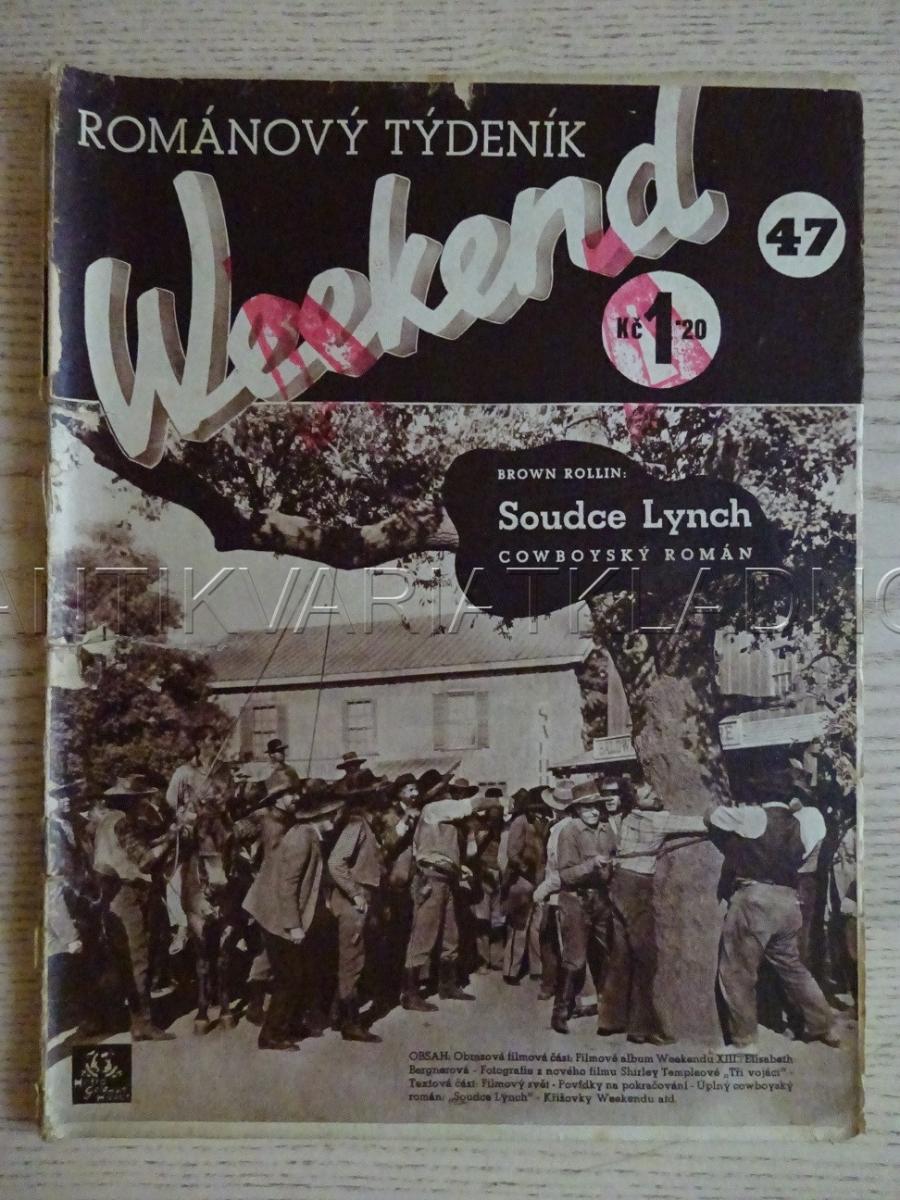 ROMÁNOVÝ TÝDENÍK
Weekend
47
Kč 1·20
BROWN ROLLIN:
Soudce Lynch
COWBOYSKÝ ROMÁN
ANTIKVARIATKLADNO
OBSAH: Obrazová filmová část: Filmové album Weekendu XIII.: Elisabeth
Bergnerová - Fotografie z nového filmu Shirley Templeové „Tři vojáci" -
Textová část: Filmový svět - Povídky na pokračování - Úplný cowboyský
román: „Soudce Lynch" - Křížovky Weekendu atd.